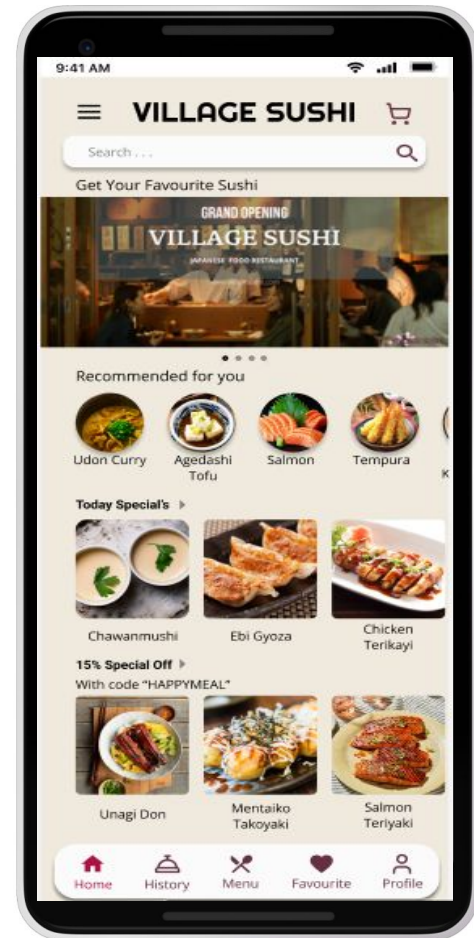 9:41 AM
VILLAGE SUSHI
Search . . .
Get Your Favourite Sushi
GRAND OPENING
VILLAGE SUSHI
JAPANESE FOOD RESTAURANT
Recommended for you
Udon Curry
Agedashi
Tofu
Salmon
Tempura
K
Today Special's
Chawanmushi
Ebi Gyoza
Chicken
Terikayi
15% Special Off
With code “HAPPYMEAL”
Unagi Don
Mentaiko
Takoyaki
Salmon
Teriyaki
Home
History
Menu
Favourite
Profile